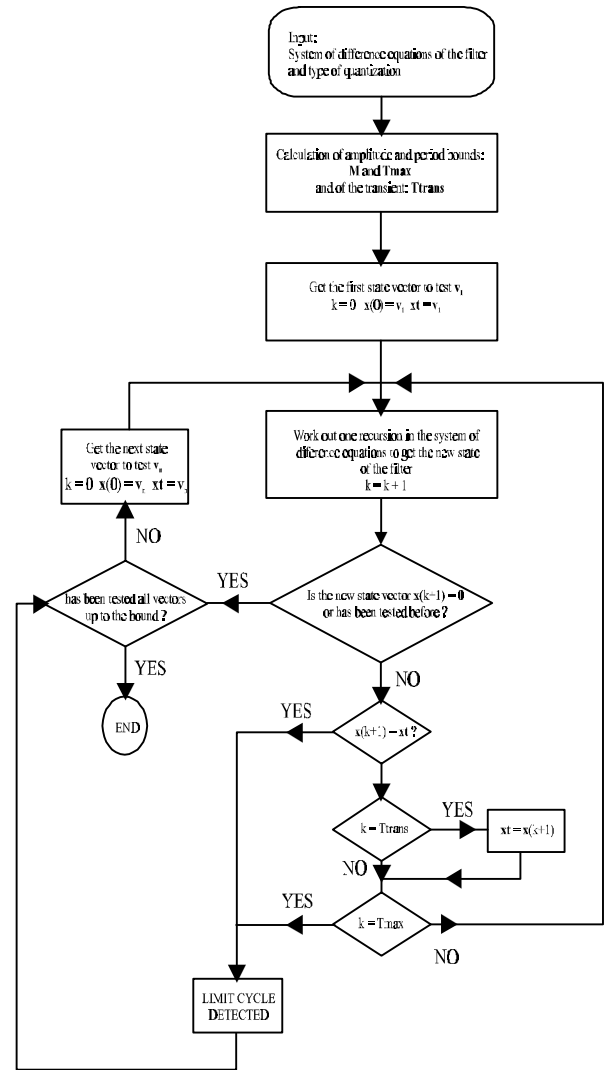 Input:
System of difference equations of the filter
and type of quantization
Calculation of amplitude and period bounds:
M and Tmax
and of the transient: Ttrans
Get the first state vector to test v₁
k = 0 x(0) = v₁ xt = v₁
Work out one recursion in the system of
diference equations to get the new state
of the filter
k = k + 1
Get the next state
vector to test vₙ
k = 0 x(0) = vₙ xt = vₙ
NO
YES
has been tested all vectors
up to the bound ?
Is the new state vector x(k+1) = 0
or has been tested before ?
YES
END
NO
YES
x(k+1) = xt ?
YES
k = Ttrans
xt = x(k+1)
NO
YES
k = Tmax
NO
LIMIT CYCLE
DETECTED